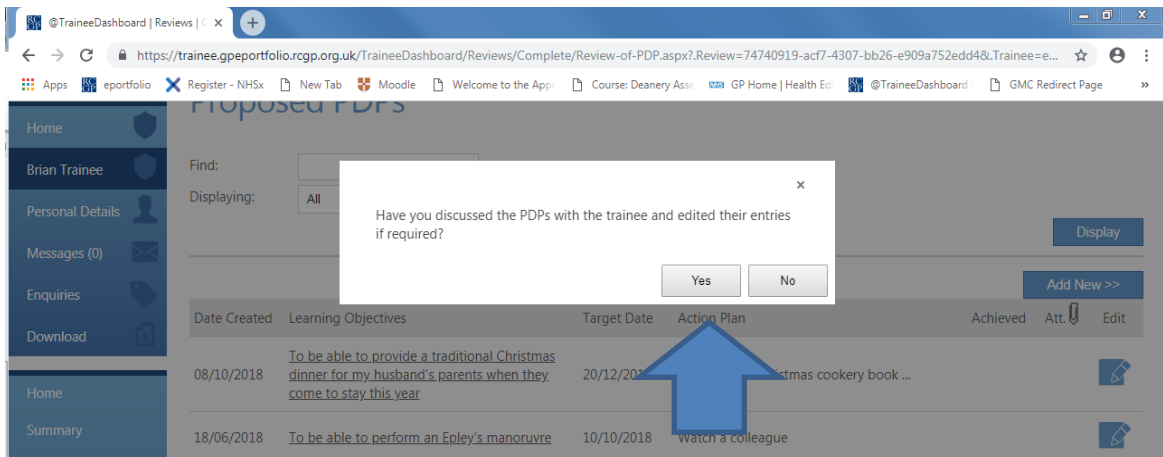 @TraineeDashboard | Reviews | C
https://trainee.gpeportfolio.rcgp.org.uk/TraineeDashboard/Reviews/Complete/Review-of-PDP.aspx?.Review=74740919-acf7-4307-bb26-e909a752edd4&.Trainee=e...
Apps eportfolio Register - NHSx New Tab Moodle Welcome to the App Course: Deanery Asse GP Home | Health Ed @TraineeDashboard GMC Redirect Page »
Proposed PDPs
Home
Brian Trainee
Find:
Displaying: All
Personal Details
Have you discussed the PDPs with the trainee and edited their entries
if required?
Display
Messages (0)
Yes No
Enquiries
Add New >>
Date Created Learning Objectives Target Date Action Plan Achieved Att. Edit
Download
To be able to provide a traditional Christmas
08/10/2018 dinner for my husband's parents when they 20/12/201 stmas cookery book ...
come to stay this year
Home
Summary
18/06/2018 To be able to perform an Epley's manoruvre 10/10/2018 Watch a colleague